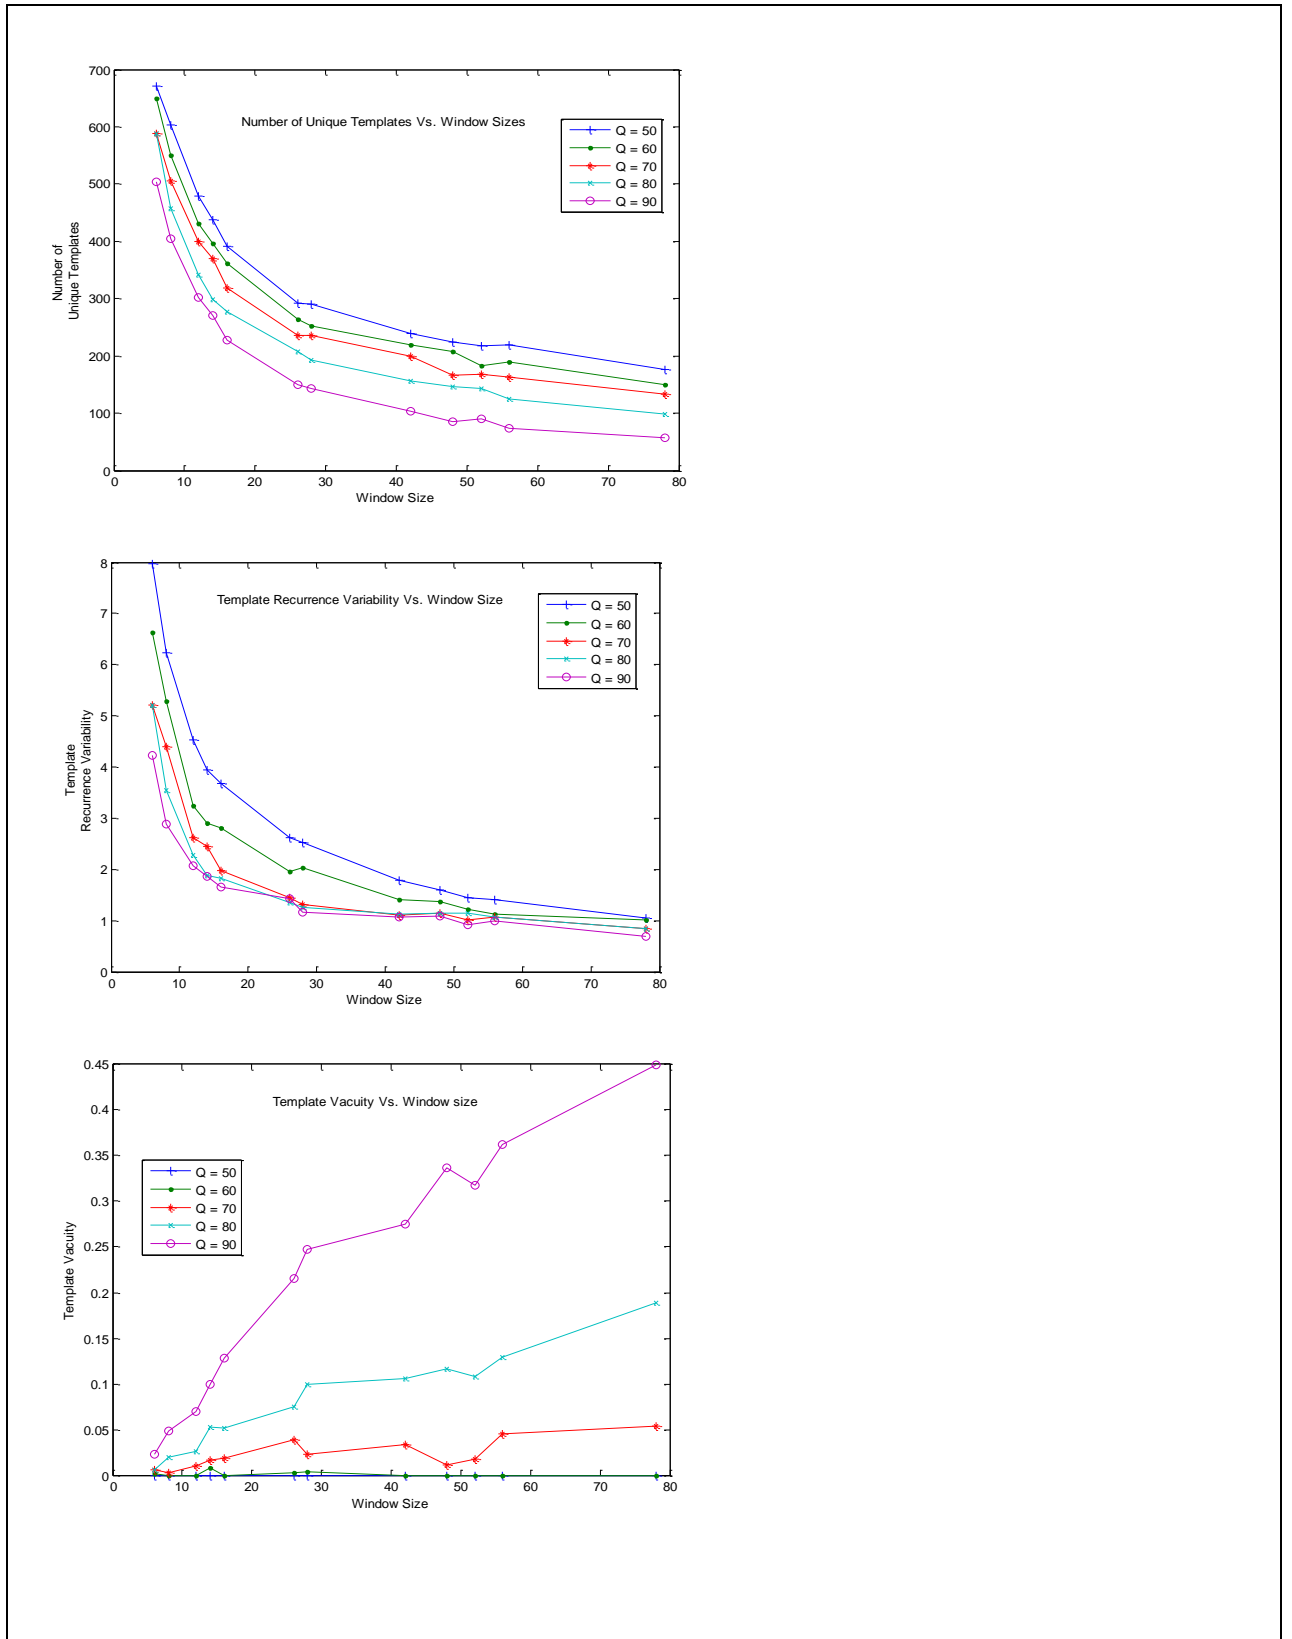 700
600
500
400
300
200
100
0
Number of
Unique Templates
Number of Unique Templates Vs. Window Sizes
Q = 50
Q = 60
Q = 70
Q = 80
Q = 90
0 10 20 30 40 50 60 70 80
Window Size
8
7
6
5
4
3
2
1
0
Template
Recurrence Variability
Template Recurrence Variability Vs. Window Size
Q = 50
Q = 60
Q = 70
Q = 80
Q = 90
0 10 20 30 40 50 60 70 80
Window Size
0.45
0.4
0.35
0.3
0.25
0.2
0.15
0.1
0.05
0
Template Vacuity
Template Vacuity Vs. Window size
Q = 50
Q = 60
Q = 70
Q = 80
Q = 90
0 10 20 30 40 50 60 70 80
Window Size